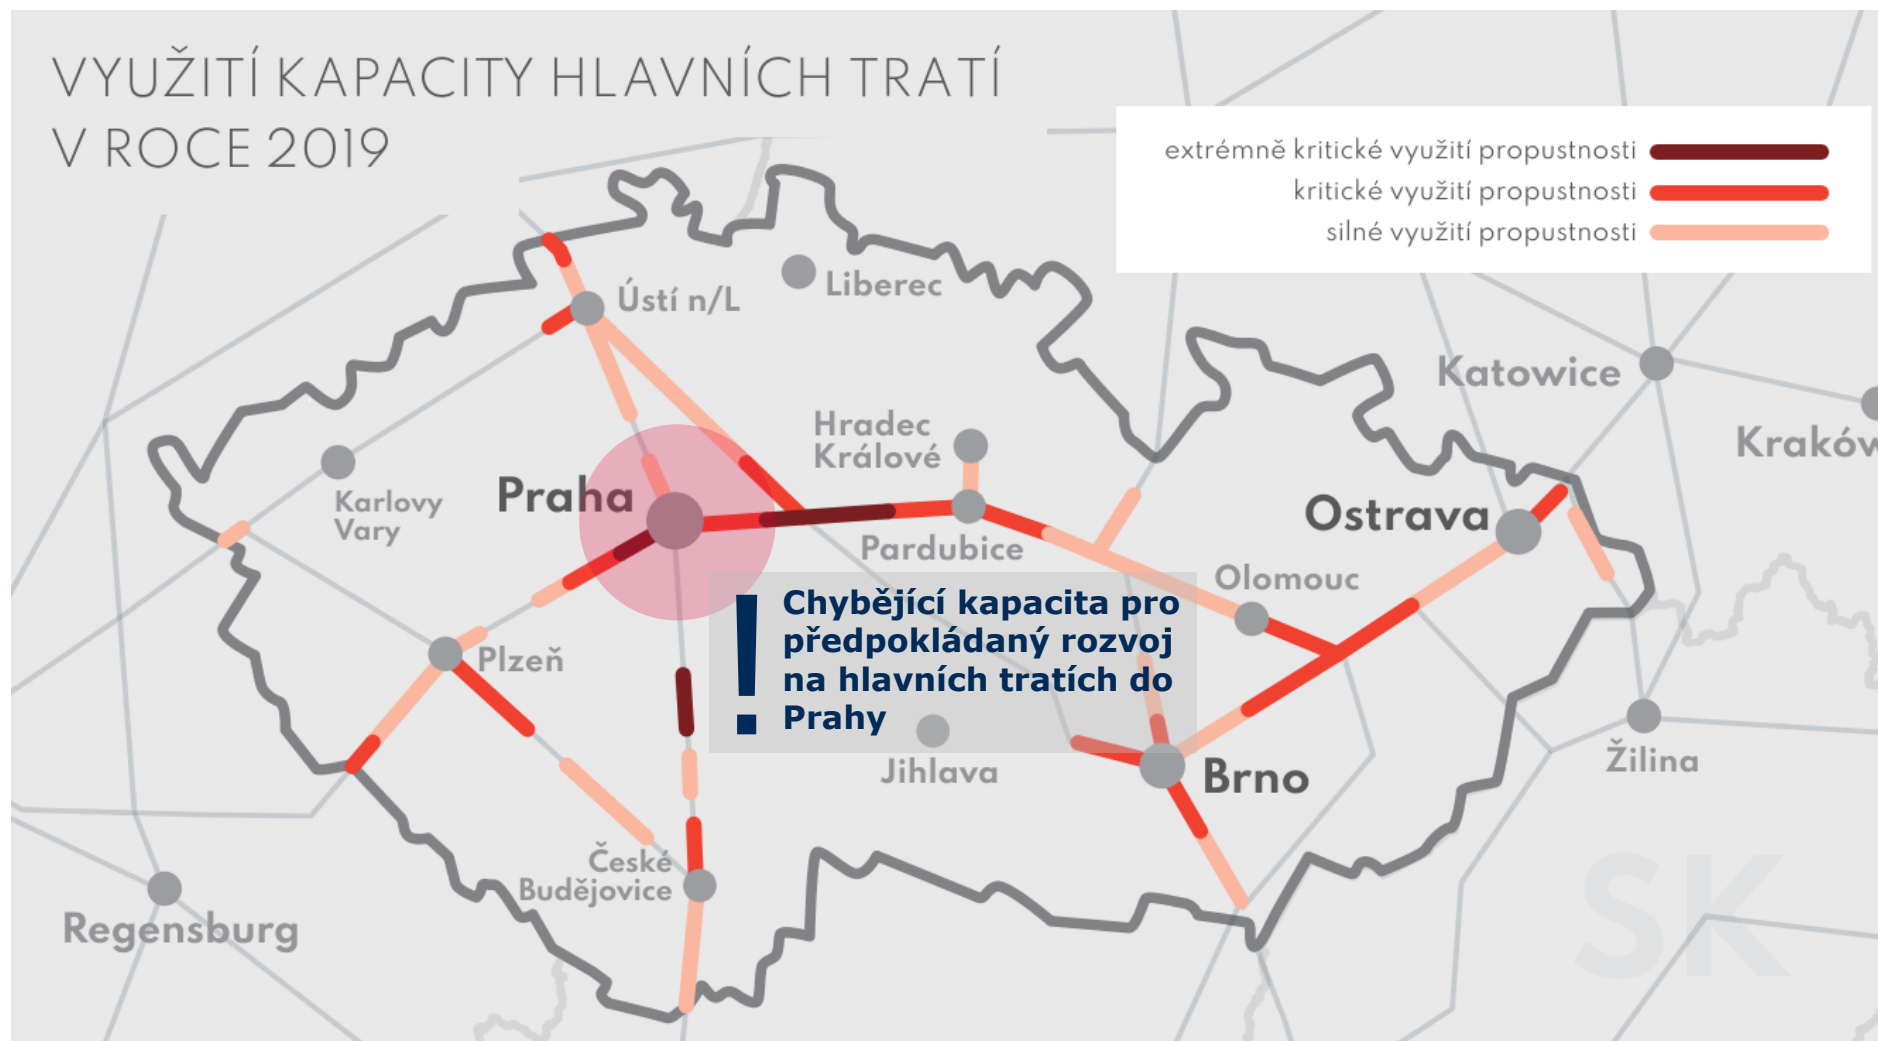 VYUŽITÍ KAPACITY HLAVNÍCH TRATÍ
V ROCE 2019
extrémně kritické využití propustnosti
kritické využití propustnosti
silné využití propustnosti
Liberec
Ústí n/L
Katowice
Hradec
Králové
Kraków
Karlovy
Vary
Praha
Ostrava
Pardubice
Olomouc
! Chybějící kapacita pro
předpokládaný rozvoj
na hlavních tratích do
Prahy
Plzeň
Jihlava
Brno
Žilina
České
Budějovice
Regensburg
SK